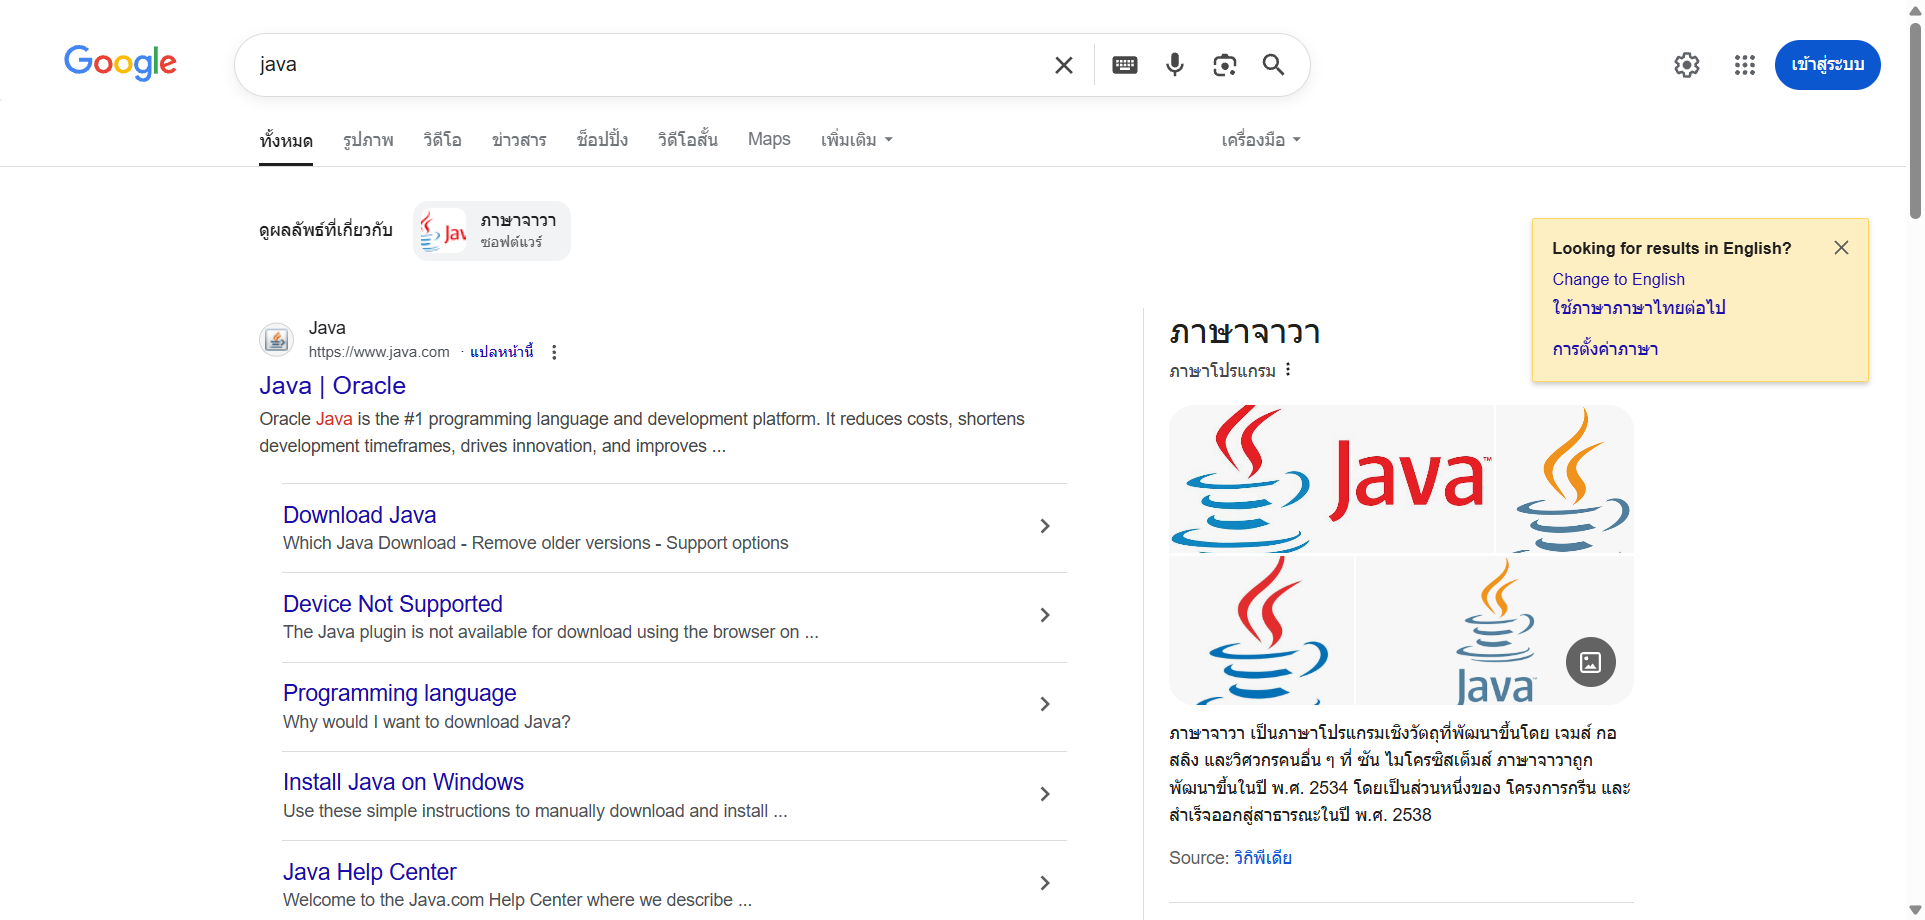 Google
java
เข้าสู่ระบบ
ทั้งหมด
รูปภาพ
วิดีโอ
ข่าวสาร
ช็อปปิ้ง
วิดีโอสั้น
Maps
เพิ่มเติม
เครื่องมือ
ดูผลลัพธ์ที่เกี่ยวกับ
Jav
ภาษาจาวา
ซอฟต์แวร์
Looking for results in English?
Change to English
ใช้ภาษาภาษาไทยต่อไป
การตั้งค่าภาษา
Java
https://www.java.com · แปลหน้านี้
Java | Oracle
Oracle Java is the #1 programming language and development platform. It reduces costs, shortens
development timeframes, drives innovation, and improves ...
Download Java
Which Java Download - Remove older versions - Support options
Device Not Supported
The Java plugin is not available for download using the browser on ...
Programming language
Why would I want to download Java?
Install Java on Windows
Use these simple instructions to manually download and install ...
Java Help Center
Welcome to the Java.com Help Center where we describe ...
ภาษาจาวา
ภาษาโปรแกรม
Java™
Java
ภาษาจาวา เป็นภาษาโปรแกรมเชิงวัตถุที่พัฒนาขึ้นโดย เจมส์ กอ
สลิง และวิศวกรคนอื่น ๆ ที่ ซัน ไมโครซิสเต็มส์ ภาษาจาวาถูก
พัฒนาขึ้นในปี พ.ศ. 2534 โดยเป็นส่วนหนึ่งของ โครงการกรีน และ
สำเร็จออกสู่สาธารณะในปี พ.ศ. 2538
Source: วิกิพีเดีย